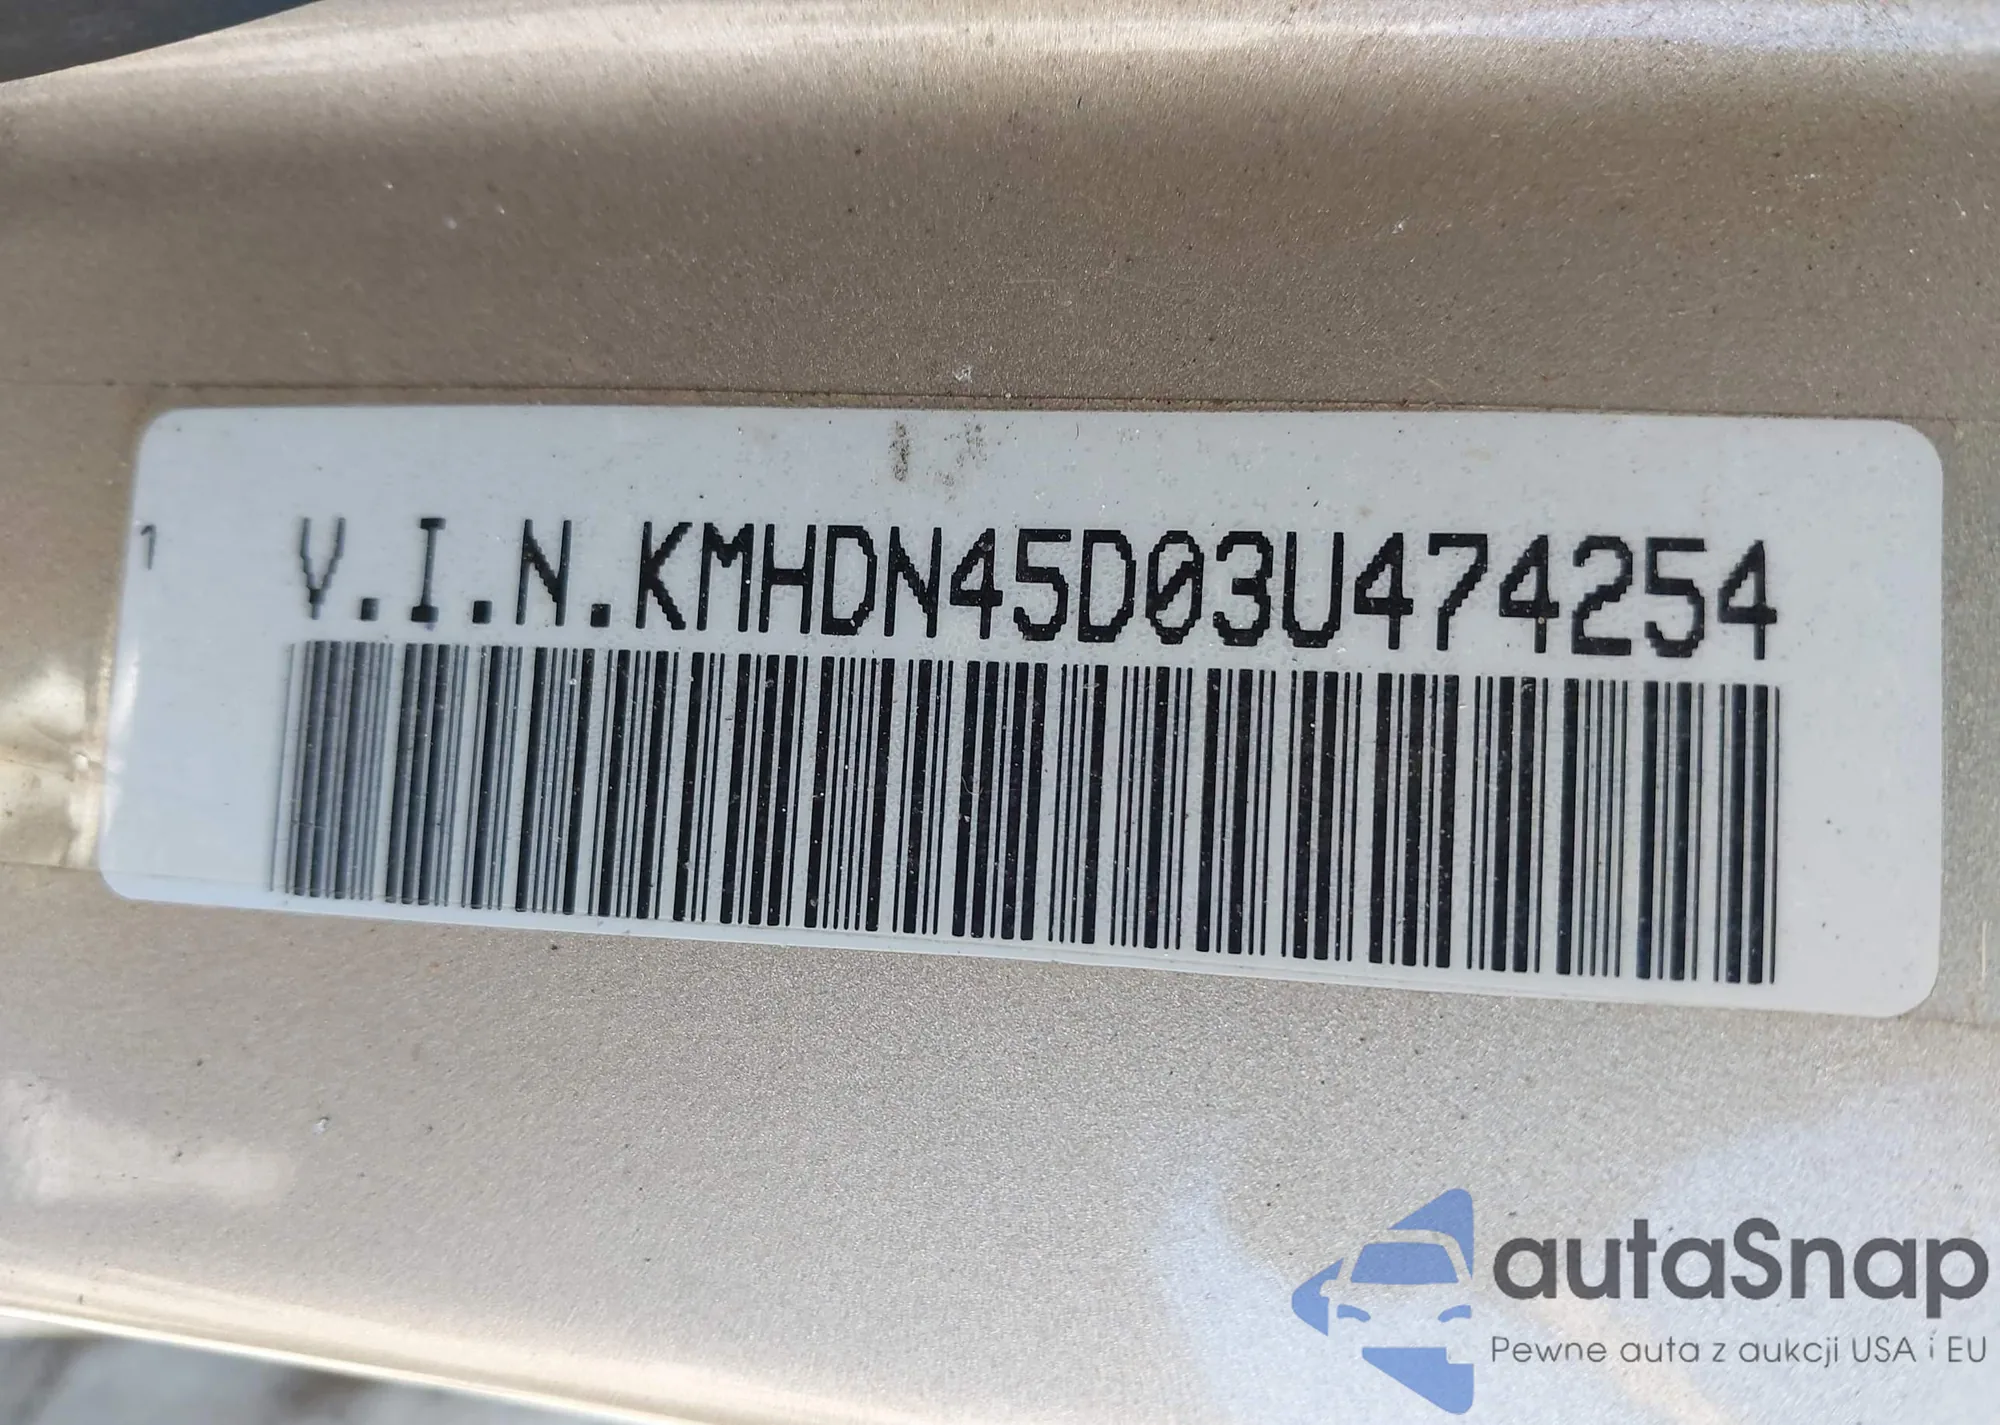 1
V.I.N.KMHDN45D03U474254
autaSnap
Pewne auta z aukcji USA i EU